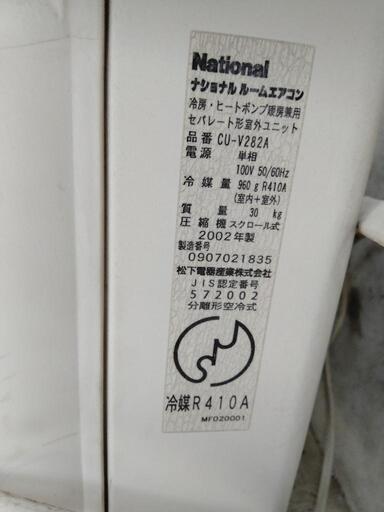 National
ナショナル ルームエアコン
冷房・ヒートポンプ暖房兼用
セパレート形室外ユニット
品番 CU-V282A
電源 単相
100V 50/60Hz
冷媒量 960g R410A
(室内+室外)
質量 30 kg
圧縮機 スクロール式
2002年製
製造番号
0907021835
松下電器産業株式会社
JIS認定番号
572002
分離形空冷式
冷媒R410A
MF020001